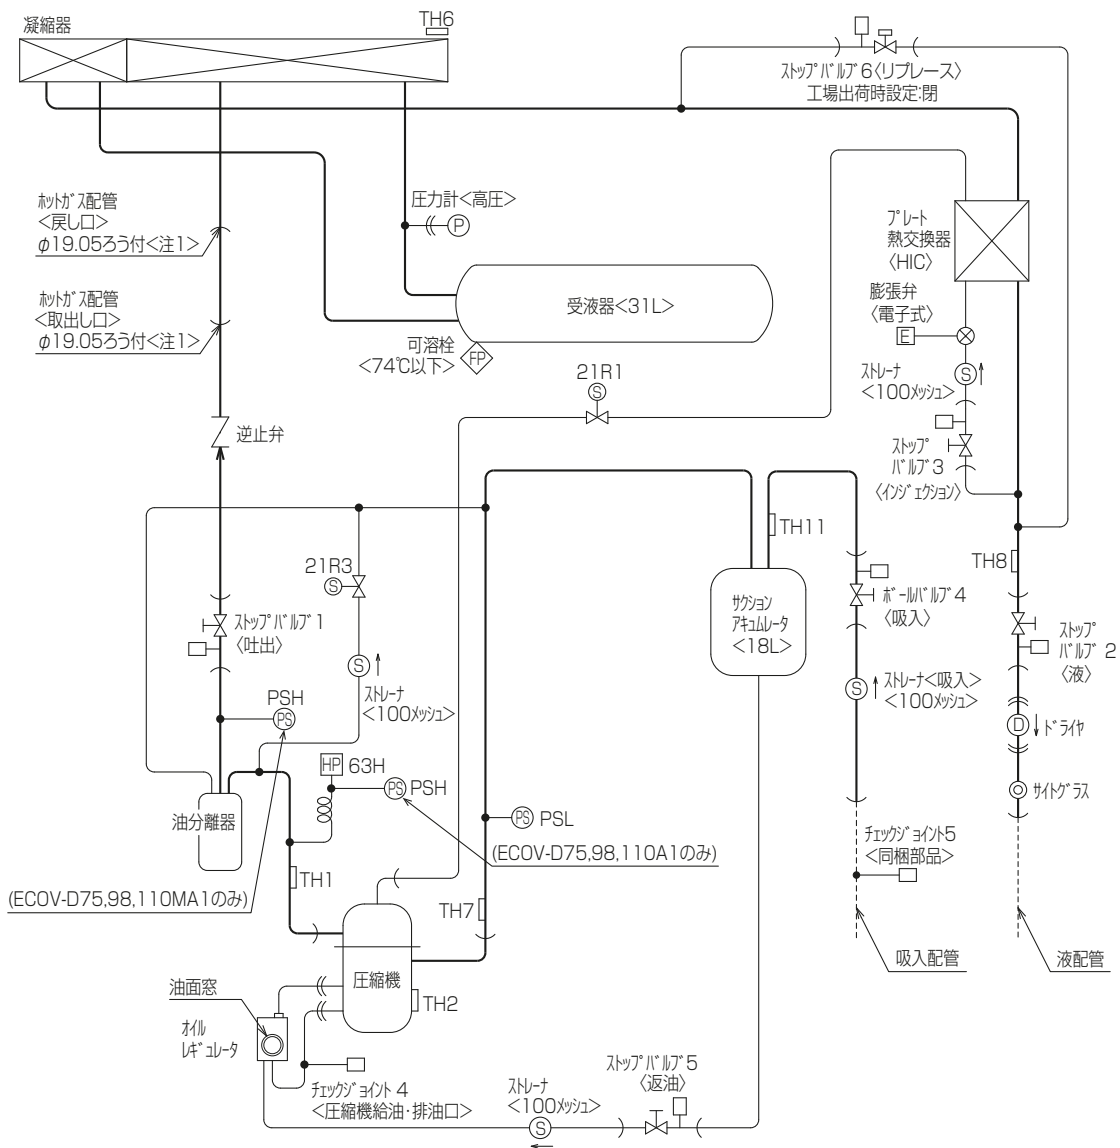 凝縮器
TH6
ストップバルブ6〈リプレース〉
工場出荷時設定:閉
ホットガス配管
<戻し口>
φ19.05ろう付<注1>
圧力計<高圧>
P
プレート
熱交換器
〈HIC〉
ホットガス配管
<取出し口>
φ19.05ろう付<注1>
受液器<31L>
膨張弁
〈電子式〉
E
可溶栓
<74℃以下>
FP
21R1
S
ストレーナ
<100メッシュ>
S
逆止弁
ストップ
バルブ3
〈インジェクション〉
TH11
21R3
S
TH8
ストップバルブ1
〈吐出〉
サクション
アキュムレータ
<18L>
ボールバルブ4
〈吸入〉
ストップ
バルブ2
〈液〉
S
ストレーナ
<100メッシュ>
S
ストレーナ<吸入>
<100メッシュ>
PSH
PS
D
ドライヤ
HP
63H
PS
PSH
サイトグラス
油分離器
PS
PSL
チェックジョイント5
<同梱部品>
(ECOV-D75,98,110A1のみ)
TH1
(ECOV-D75,98,110MA1のみ)
TH7
吸入配管
液配管
圧縮機
TH2
油面窓
オイル
レギュレータ
チェックジョイント4
<圧縮機給油・排油口>
ストレーナ
<100メッシュ>
S
ストップバルブ5
〈返油〉